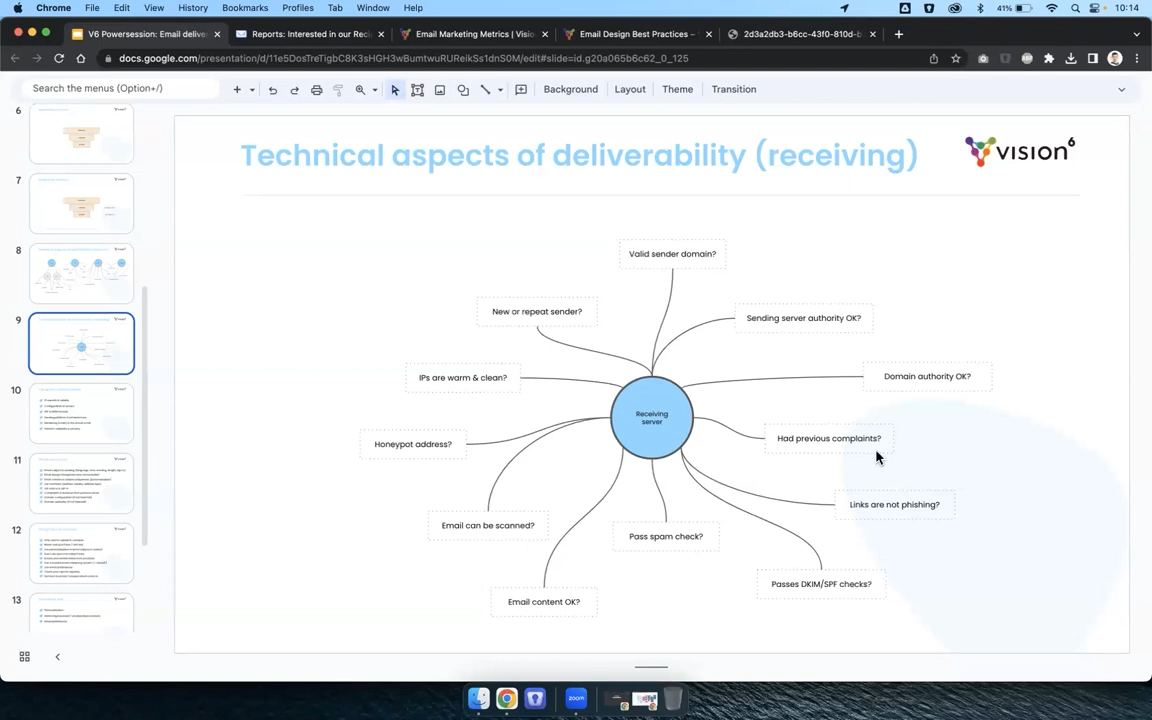 Chrome File Edit View History Bookmarks Profiles Tab Window Help 41% 10:14
V6 Powersession: Email deliver Reports: Interested in our Reci Email Marketing Metrics | Visio Email Design Best Practices – 2d3a2db3-b6cc-43f0-810d-b
docs.google.com/presentation/d/11e5DosTreTigbC8K3sHGH3wBumtwuRUReikSs1dnS0M/edit#slide=id.g20a065b6c62_0_125
Search the menus (Option+/) Background Layout Theme Transition
6
7
8
9
10
11
12
13
Technical aspects of deliverability (receiving)
VISION6
Valid sender domain?
New or repeat sender?
Sending server authority OK?
IPs are warm & clean?
Domain authority OK?
Receiving
server
Honeypot address?
Had previous complaints?
Links are not phishing?
Email can be scanned?
Pass spam check?
Passes DKIM/SPF checks?
Email content OK?
zoom